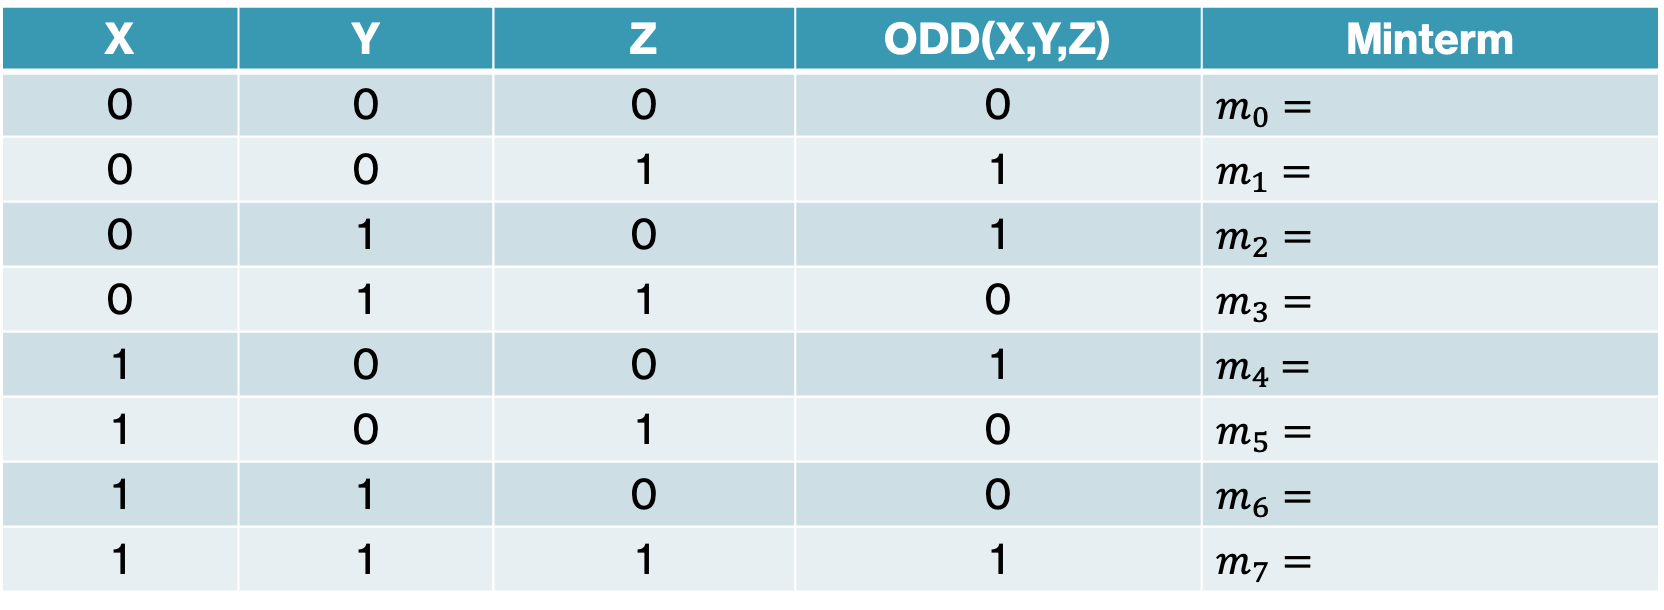 X Y Z ODD(X,Y,Z) Minterm
0 0 0 0 m₀ =
0 0 1 1 m₁ =
0 1 0 1 m₂ =
0 1 1 0 m₃ =
1 0 0 1 m₄ =
1 0 1 0 m₅ =
1 1 0 0 m₆ =
1 1 1 1 m₇ =